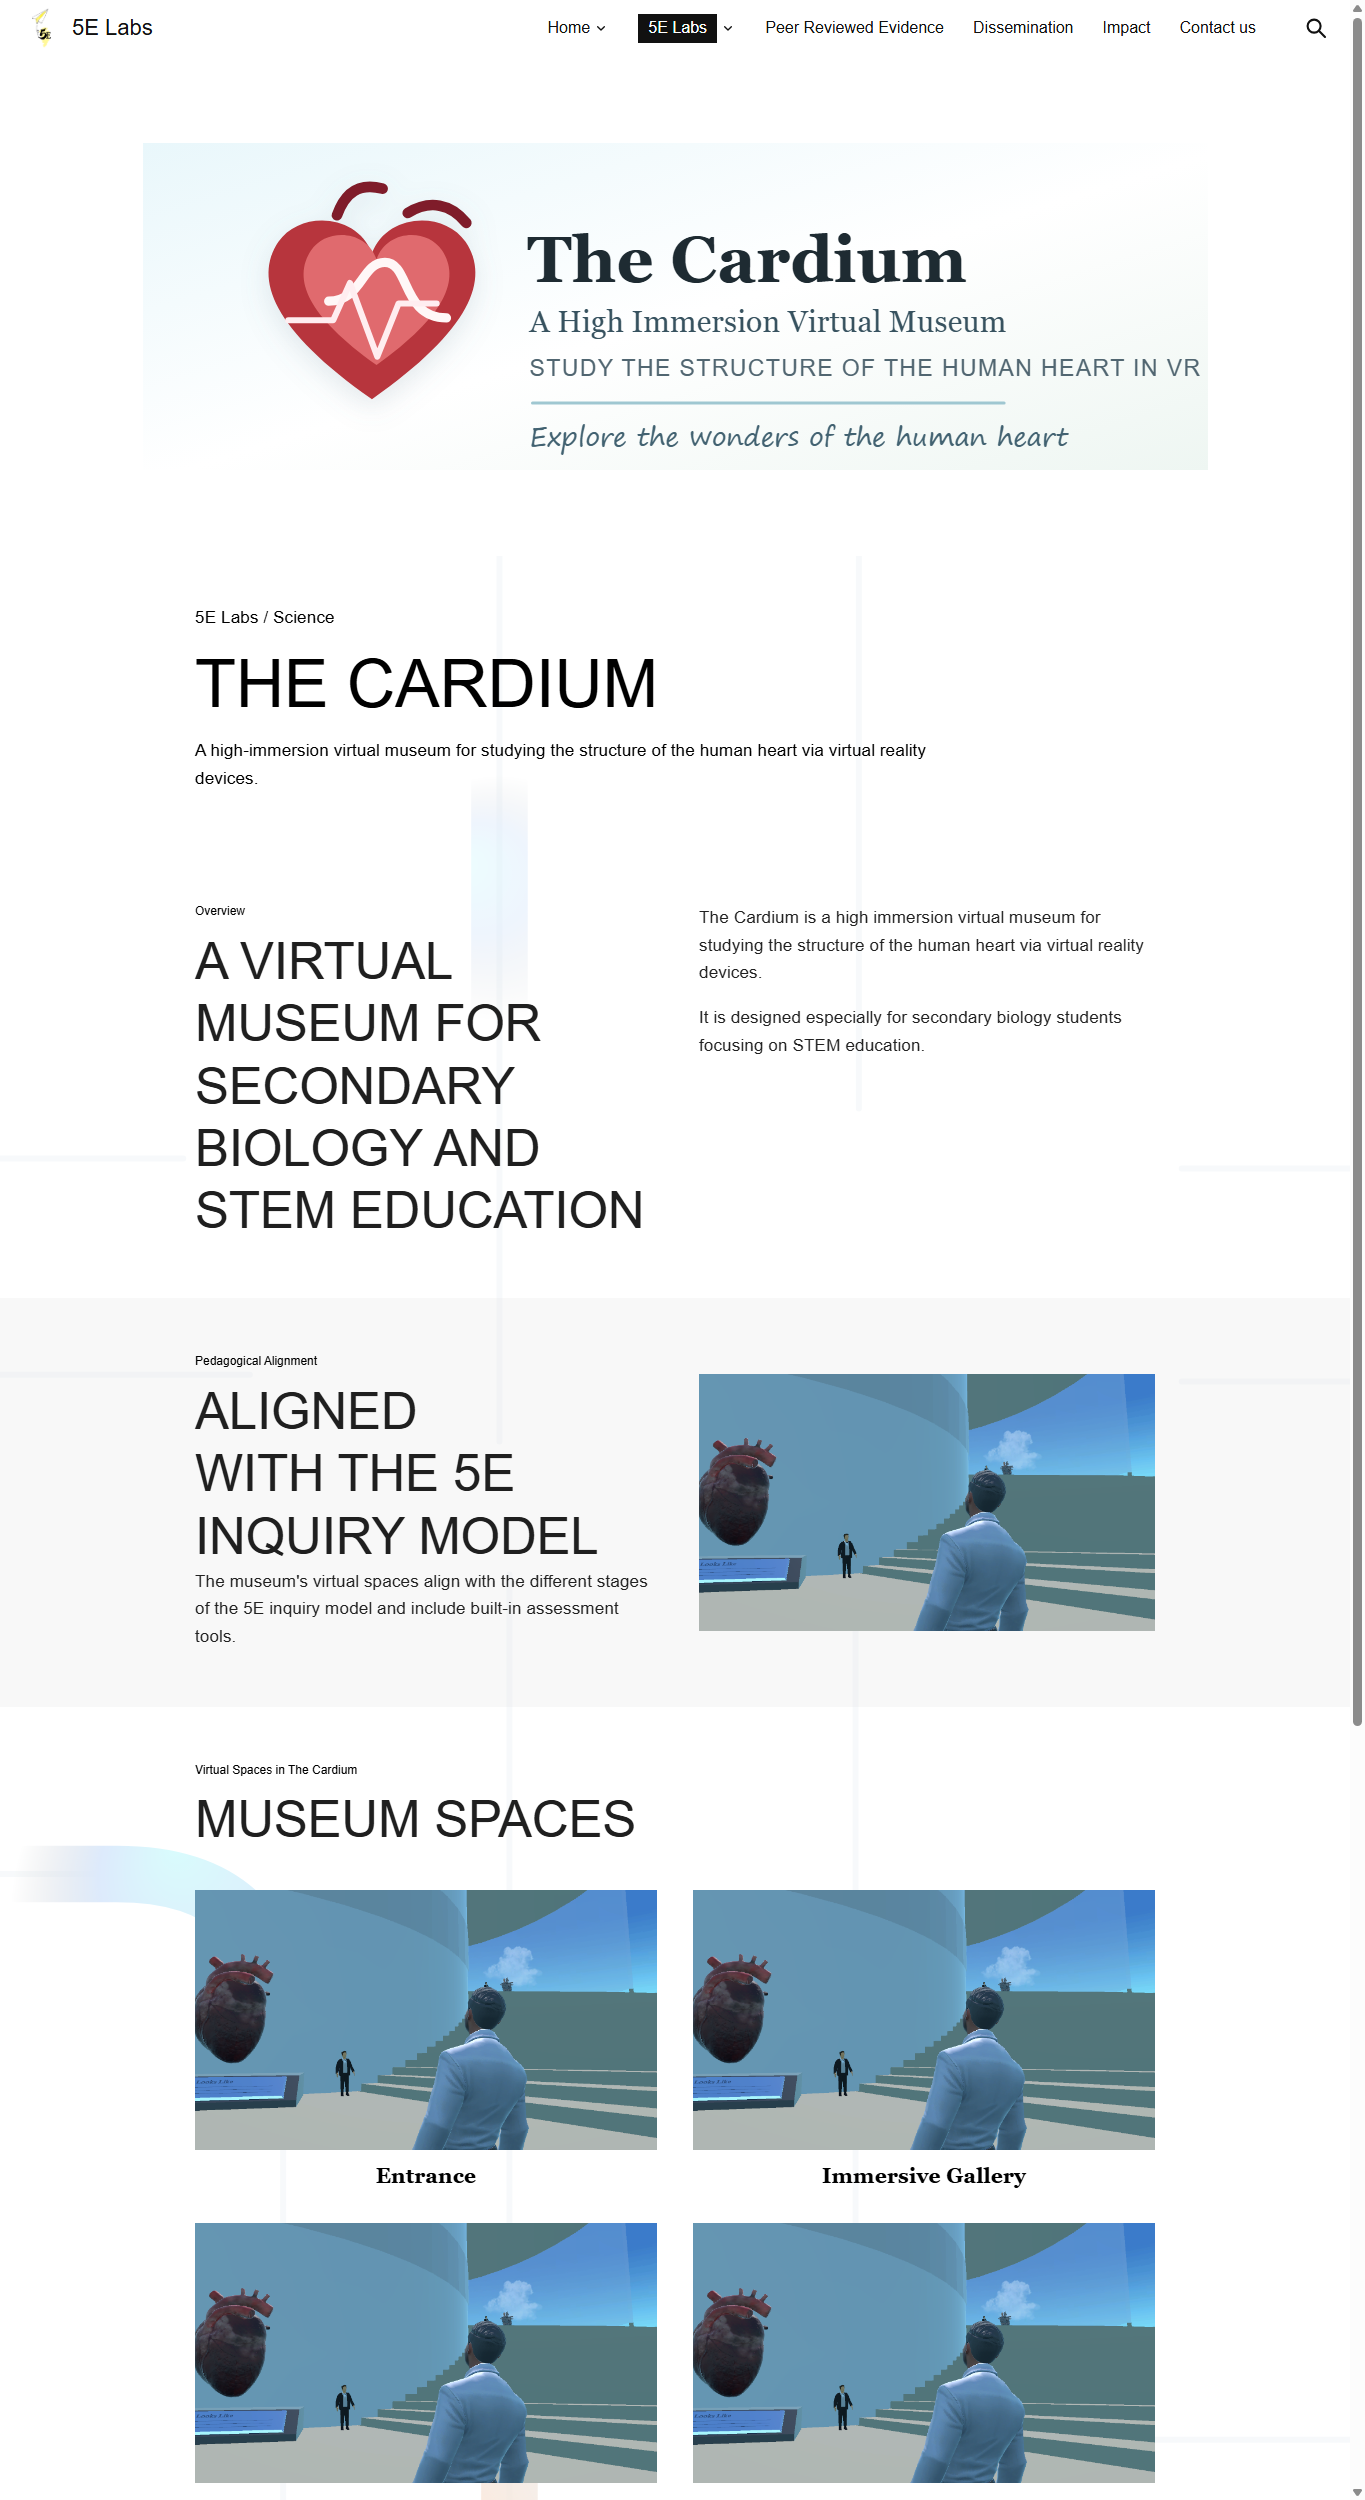 5E Labs
Home
5E Labs
Peer Reviewed Evidence
Dissemination
Impact
Contact us
The Cardium
A High Immersion Virtual Museum
STUDY THE STRUCTURE OF THE HUMAN HEART IN VR
Explore the wonders of the human heart
5E Labs / Science
THE CARDIUM
A high-immersion virtual museum for studying the structure of the human heart via virtual reality
devices.
Overview
A VIRTUAL
MUSEUM FOR
SECONDARY
BIOLOGY AND
STEM EDUCATION
The Cardium is a high immersion virtual museum for
studying the structure of the human heart via virtual reality
devices.
It is designed especially for secondary biology students
focusing on STEM education.
Pedagogical Alignment
ALIGNED
WITH THE 5E
INQUIRY MODEL
The museum's virtual spaces align with the different stages
of the 5E inquiry model and include built-in assessment
tools.
Virtual Spaces in The Cardium
MUSEUM SPACES
Entrance
Immersive Gallery